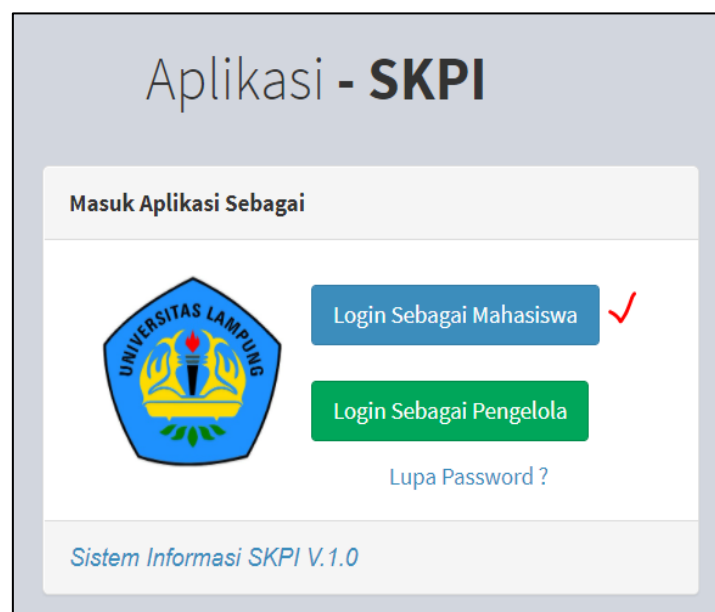 Aplikasi - SKPI
Masuk Aplikasi Sebagai
UNIVERSITAS LAMPUNG
Login Sebagai Mahasiswa
Login Sebagai Pengelola
Lupa Password ?
Sistem Informasi SKPI V.1.0